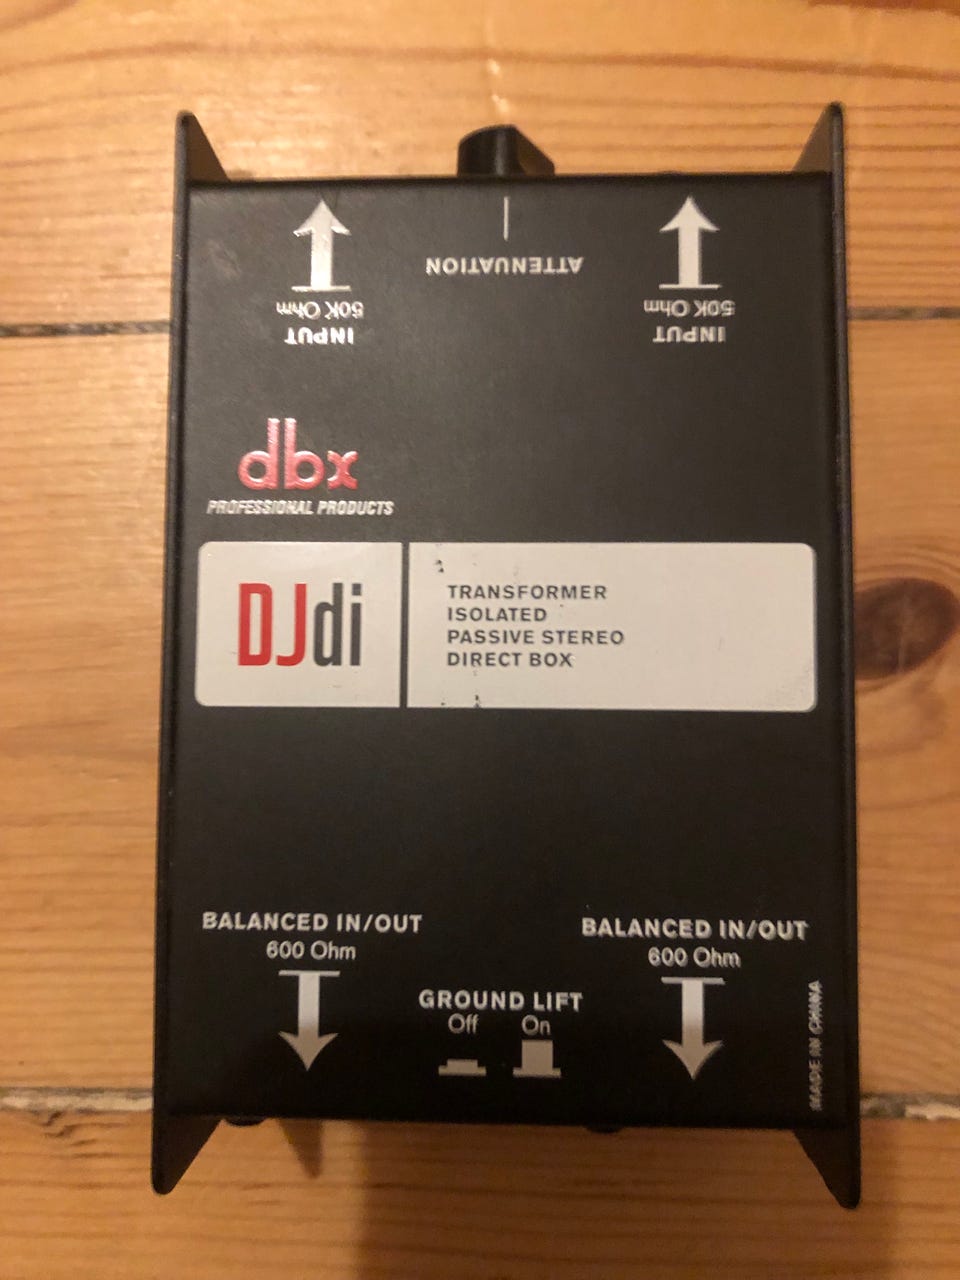 INPUT
50K Ohm
ATTENUATION
INPUT
50K Ohm
dbx
PROFESSIONAL PRODUCTS
DJdi
TRANSFORMER
ISOLATED
PASSIVE STEREO
DIRECT BOX
BALANCED IN/OUT
600 Ohm
GROUND LIFT
Off On
BALANCED IN/OUT
600 Ohm
MADE IN CHINA